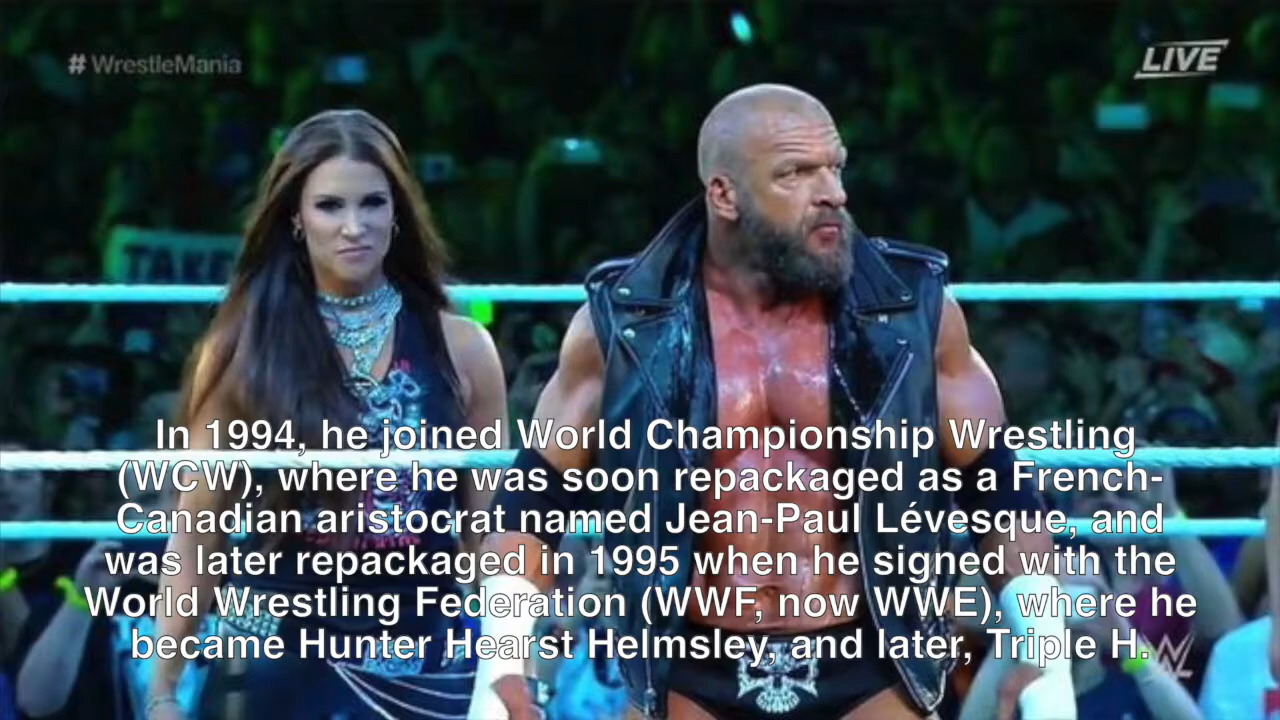 # WrestleMania
LIVE
TAKE
In 1994, he joined World Championship Wrestling
(WCW), where he was soon repackaged as a French-
Canadian aristocrat named Jean-Paul Lévesque, and
was later repackaged in 1995 when he signed with the
World Wrestling Federation (WWF, now WWE), where he
became Hunter Hearst Helmsley, and later, Triple H.